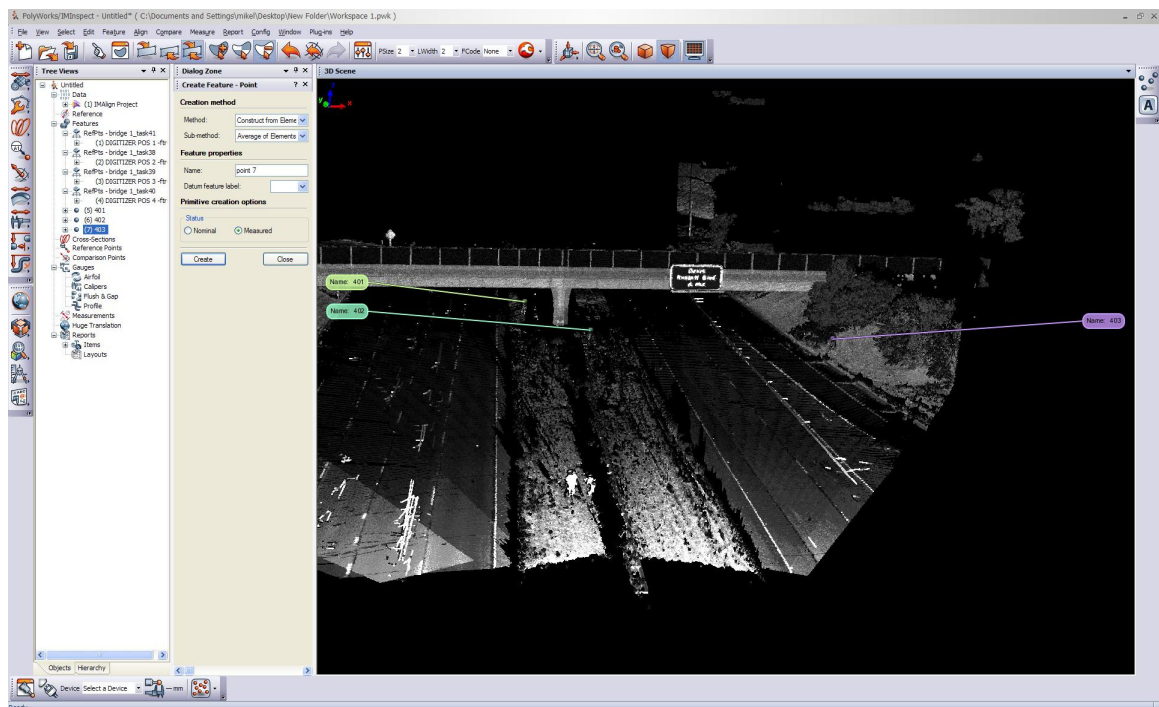 PolyWorks/IMInspect - Untitled* ( C:\Documents and Settings\mikel\Desktop\New Folder\Workspace 1.pwk )
File View Select Edit Feature Align Compare Measure Report Config Window Plug-ins Help
PSize 2 LWidth 2 PCode None
Tree Views
Untitled
Data
(1) IMAlign Project
Reference
Features
RefPts - bridge 1_task41
(1) DIGITIZER POS 1 -ftr
RefPts - bridge 1_task38
(2) DIGITIZER POS 2 -ftr
RefPts - bridge 1_task39
(3) DIGITIZER POS 3 -ftr
RefPts - bridge 1_task40
(4) DIGITIZER POS 4 -ftr
(5) 401
(6) 402
(7) 403
Cross-Sections
Reference Points
Comparison Points
Gauges
Airfoil
Calipers
Flush & Gap
Profile
Measurements
Huge Translation
Reports
Items
Layouts
Objects Hierarchy
Dialog Zone
Create Feature - Point ? X
Creation method
Method: Construct from Eleme
Sub-method: Average of Elements
Feature properties
Name: point 7
Datum feature label:
Primitive creation options
Status
Nominal Measured
Create Close
3D Scene
y x
Name: 401
Name: 402
Name: 403
A
Device Select a Device mm
Ready